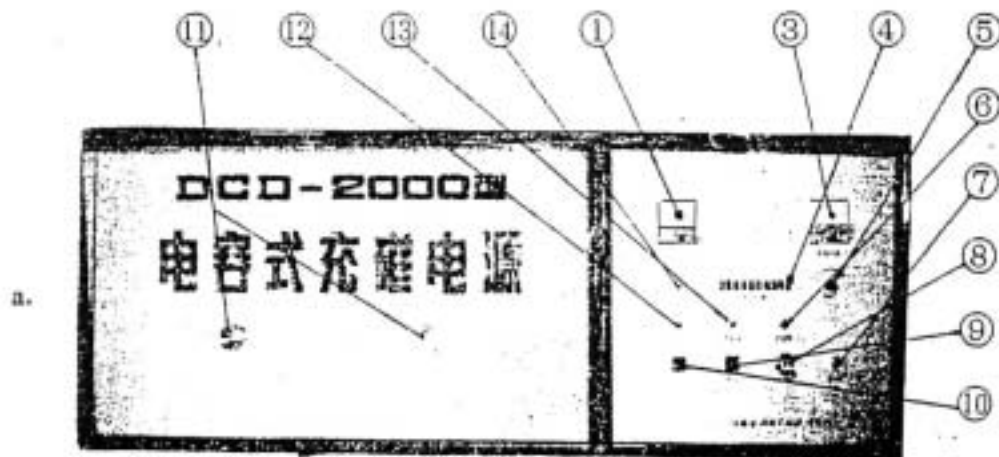 ⑪ ⑫ ⑬ ⑭ ① ③ ④ ⑤
⑥
DCD-2000型
⑦
电容式充磁电源
⑧
a.
⑨
⑩